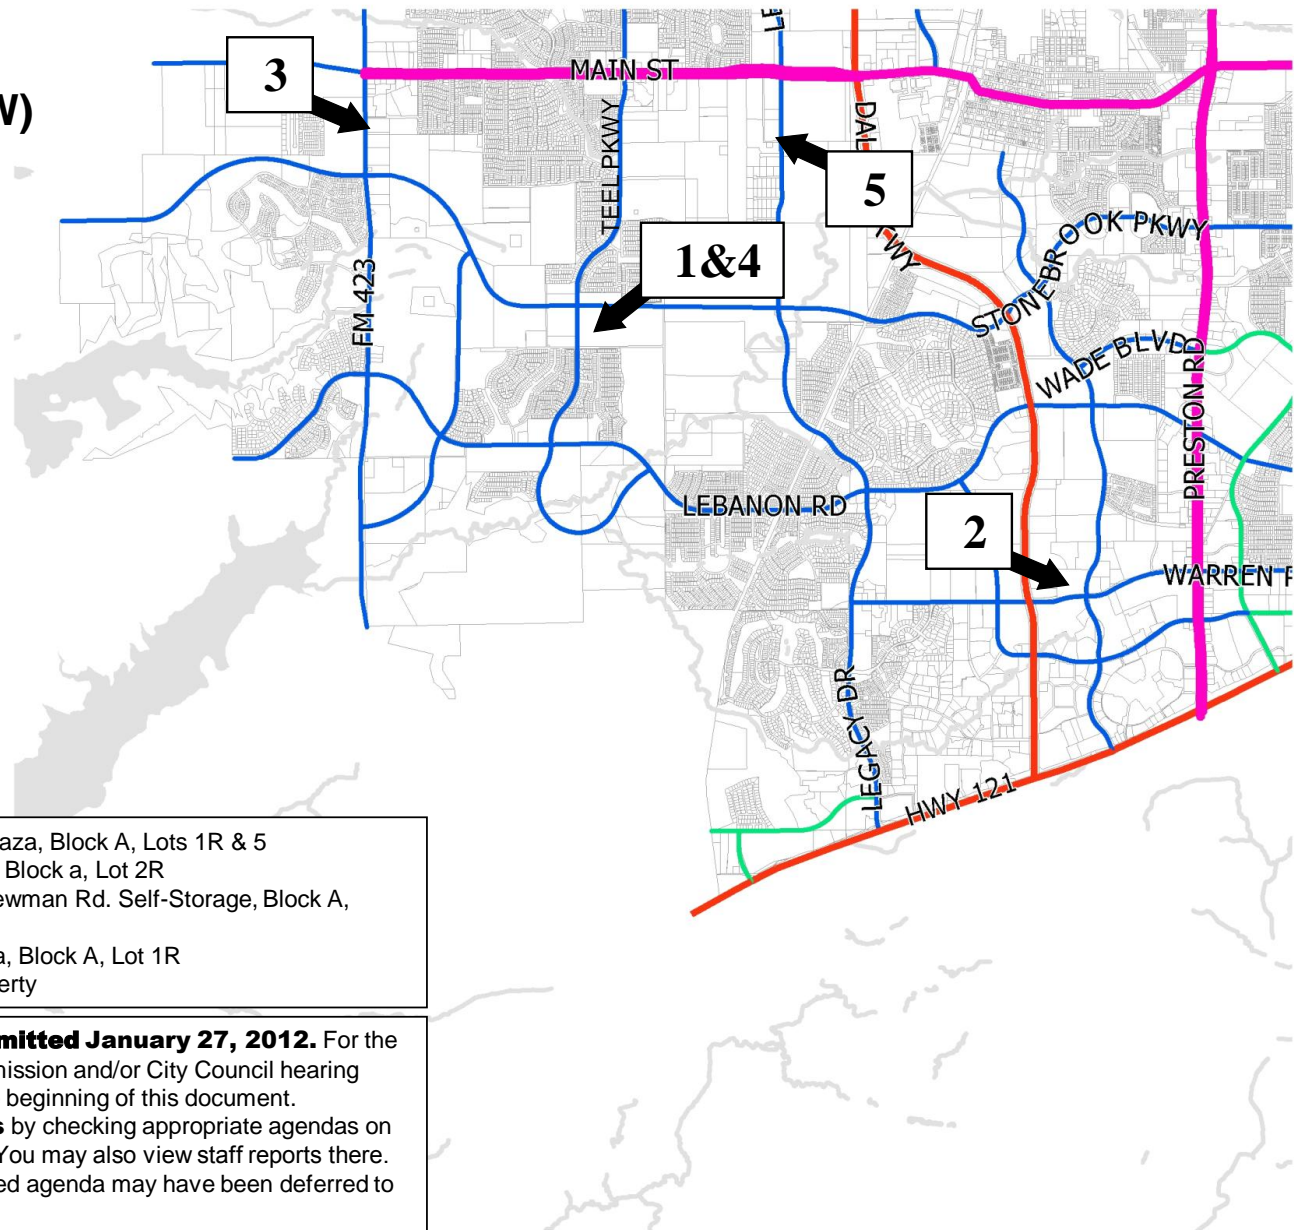 W)
MAIN ST
3
DAL
TEEL PKWY
5
PKWY
1&4
STONEBROOK PKWY
FM 423
WADE BLVD
PRESTON RD
LEBANON RD
2
WARREN
LEGACY DR
HWY 121
aza, Block A, Lots 1R & 5
Block a, Lot 2R
ewman Rd. Self-Storage, Block A,
a, Block A, Lot 1R
erty
mitted January 27, 2012. For the
nission and/or City Council hearing
beginning of this document.
s by checking appropriate agendas on
You may also view staff reports there.
ed agenda may have been deferred to